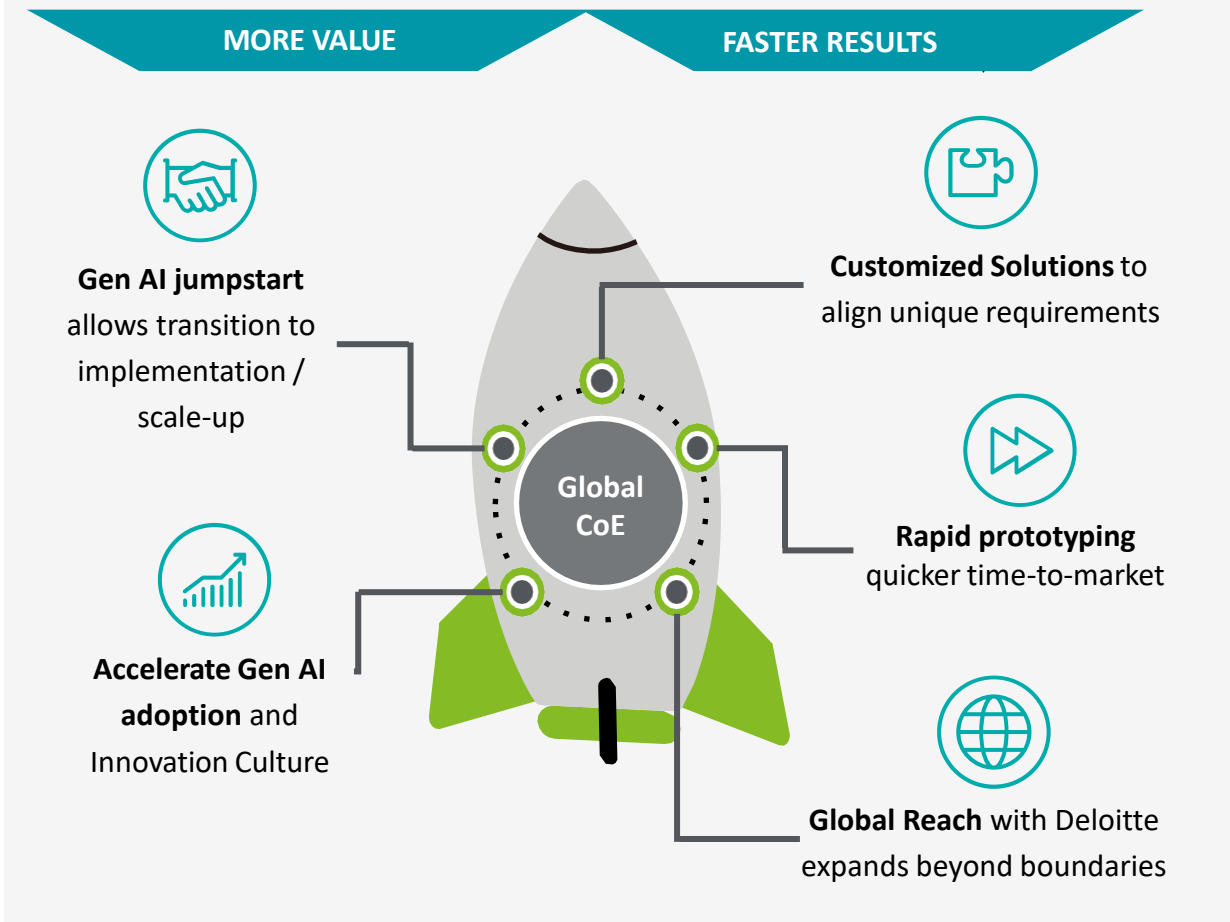 MORE VALUE
FASTER RESULTS
Gen AI jumpstart
allows transition to
implementation /
scale-up
Accelerate Gen AI
adoption and
Innovation Culture
Global
CoE
Customized Solutions to
align unique requirements
Rapid prototyping
quicker time-to-market
Global Reach with Deloitte
expands beyond boundaries